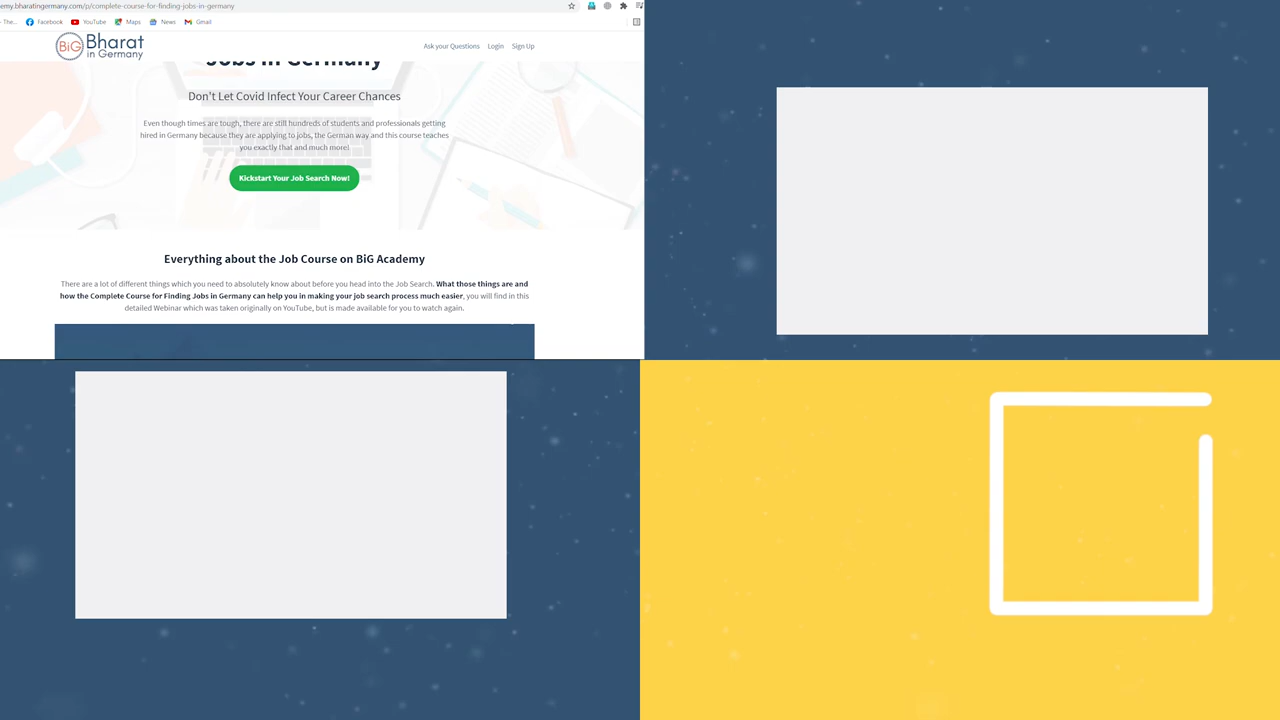 emy.bharatingermany.com/p/complete-course-for-finding-jobs-in-germany
The... Facebook YouTube Maps News Gmail
BiG Bharat in Germany
Ask your Questions Login Sign Up
Jobs in Germany
Don't Let Covid Infect Your Career Chances
Even though times are tough, there are still hundreds of students and professionals getting
hired in Germany because they are applying to jobs, the German way and this course teaches
you exactly that and much more!
Kickstart Your Job Search Now!
Everything about the Job Course on BiG Academy
There are a lot of different things which you need to absolutely know about before you head into the Job Search. What those things are and
how the Complete Course for Finding Jobs in Germany can help you in making your job search process much easier, you will find in this
detailed Webinar which was taken originally on YouTube, but is made available for you to watch again.